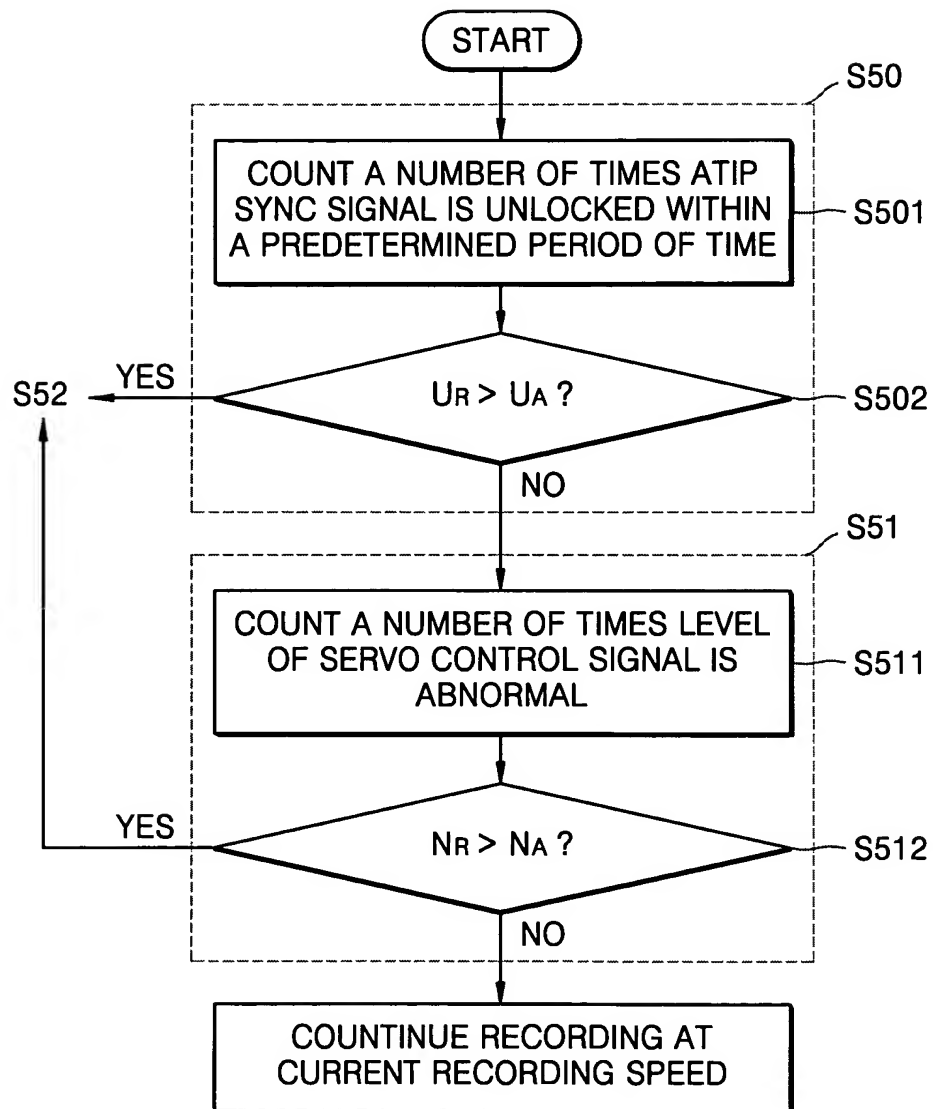 START
S50
COUNT A NUMBER OF TIMES ATIP
SYNC SIGNAL IS UNLOCKED WITHIN
A PREDETERMINED PERIOD OF TIME
S501
S52
YES
UR > UA ?
S502
NO
S51
COUNT A NUMBER OF TIMES LEVEL
OF SERVO CONTROL SIGNAL IS
ABNORMAL
S511
YES
NR > NA ?
S512
NO
COUNTINUE RECORDING AT
CURRENT RECORDING SPEED